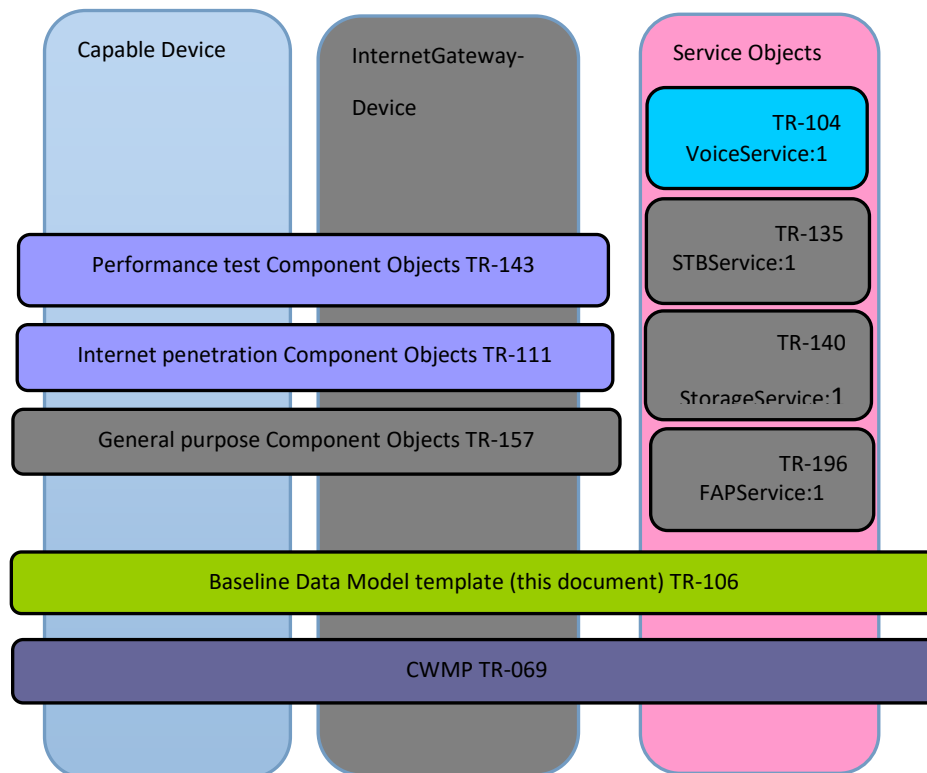 Capable Device
InternetGateway-
Device
Service Objects
TR-104
VoiceService:1
TR-135
STBService:1
TR-140
StorageService:1
TR-196
FAPService:1
Performance test Component Objects TR-143
Internet penetration Component Objects TR-111
General purpose Component Objects TR-157
Baseline Data Model template (this document) TR-106
CWMP TR-069